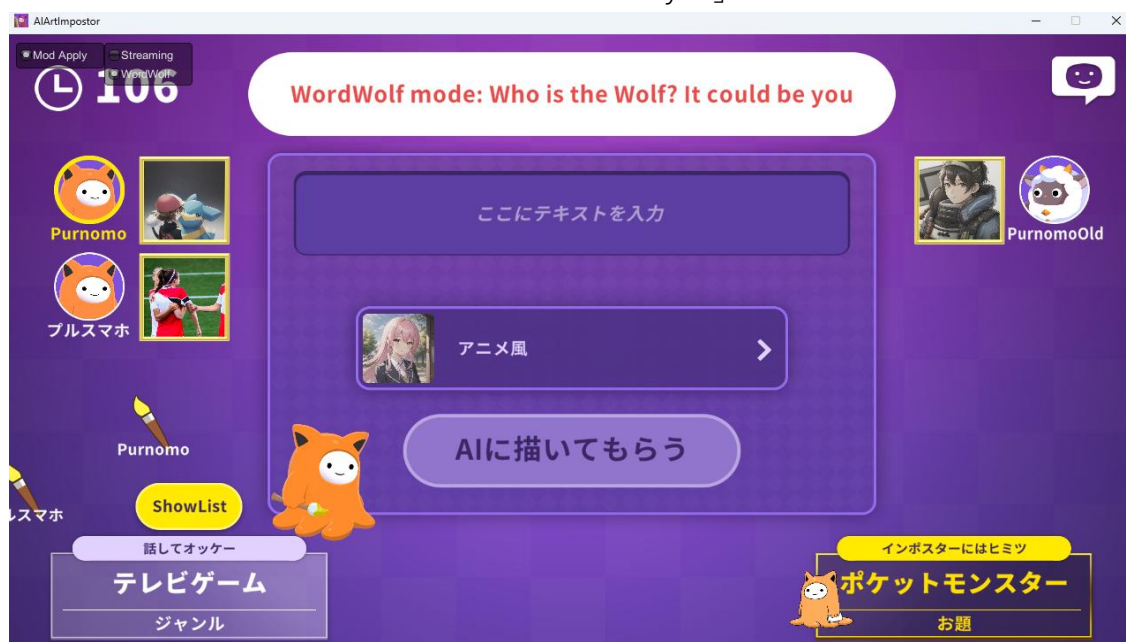 AIArtImpostor
Mod Apply
Streaming
WordWolf
106
WordWolf mode: Who is the Wolf? It could be you
Purnomo
プルスマホ
ここにテキストを入力
アニメ風
AIに描いてもらう
PurnomoOld
Purnomo
ルスマホ
ShowList
話してオッケー
テレビゲーム
ジャンル
インポスターにはヒミツ
ポケットモンスター
お題